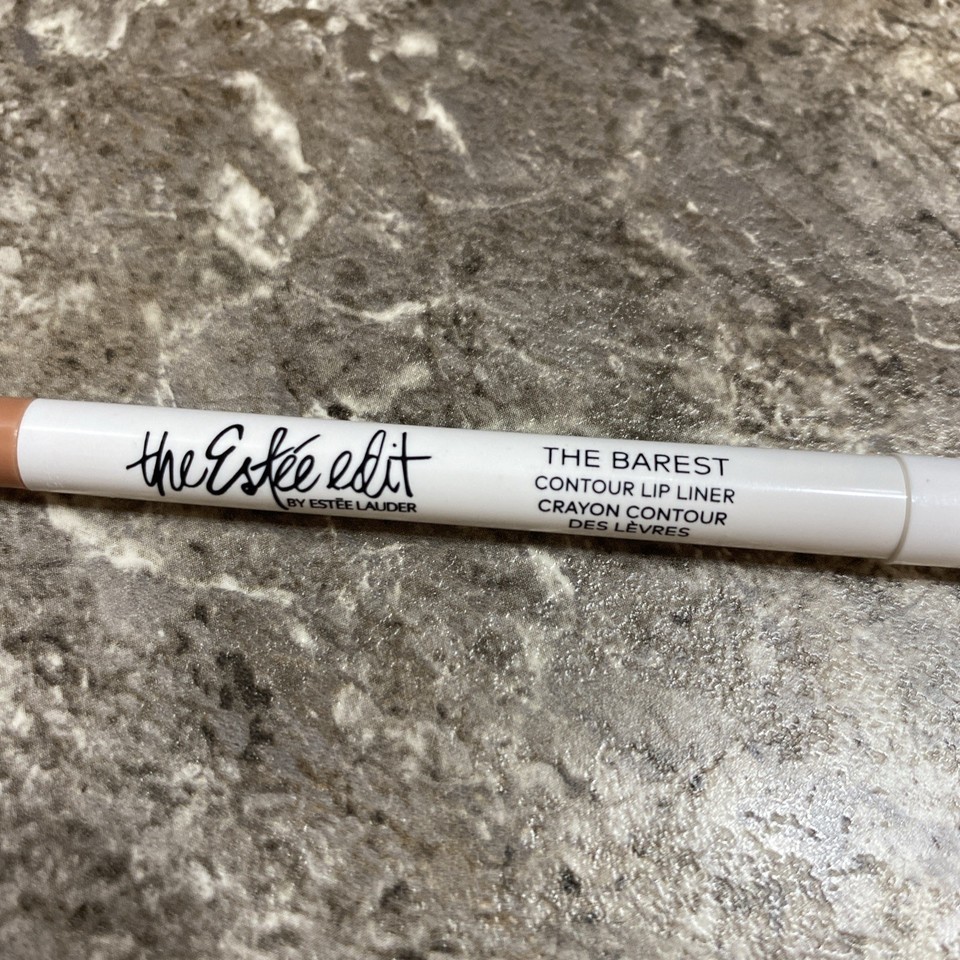 the Estée edit
BY ESTĒE LAUDER
THE BAREST
CONTOUR LIP LINER
CRAYON CONTOUR
DES LÈVRES